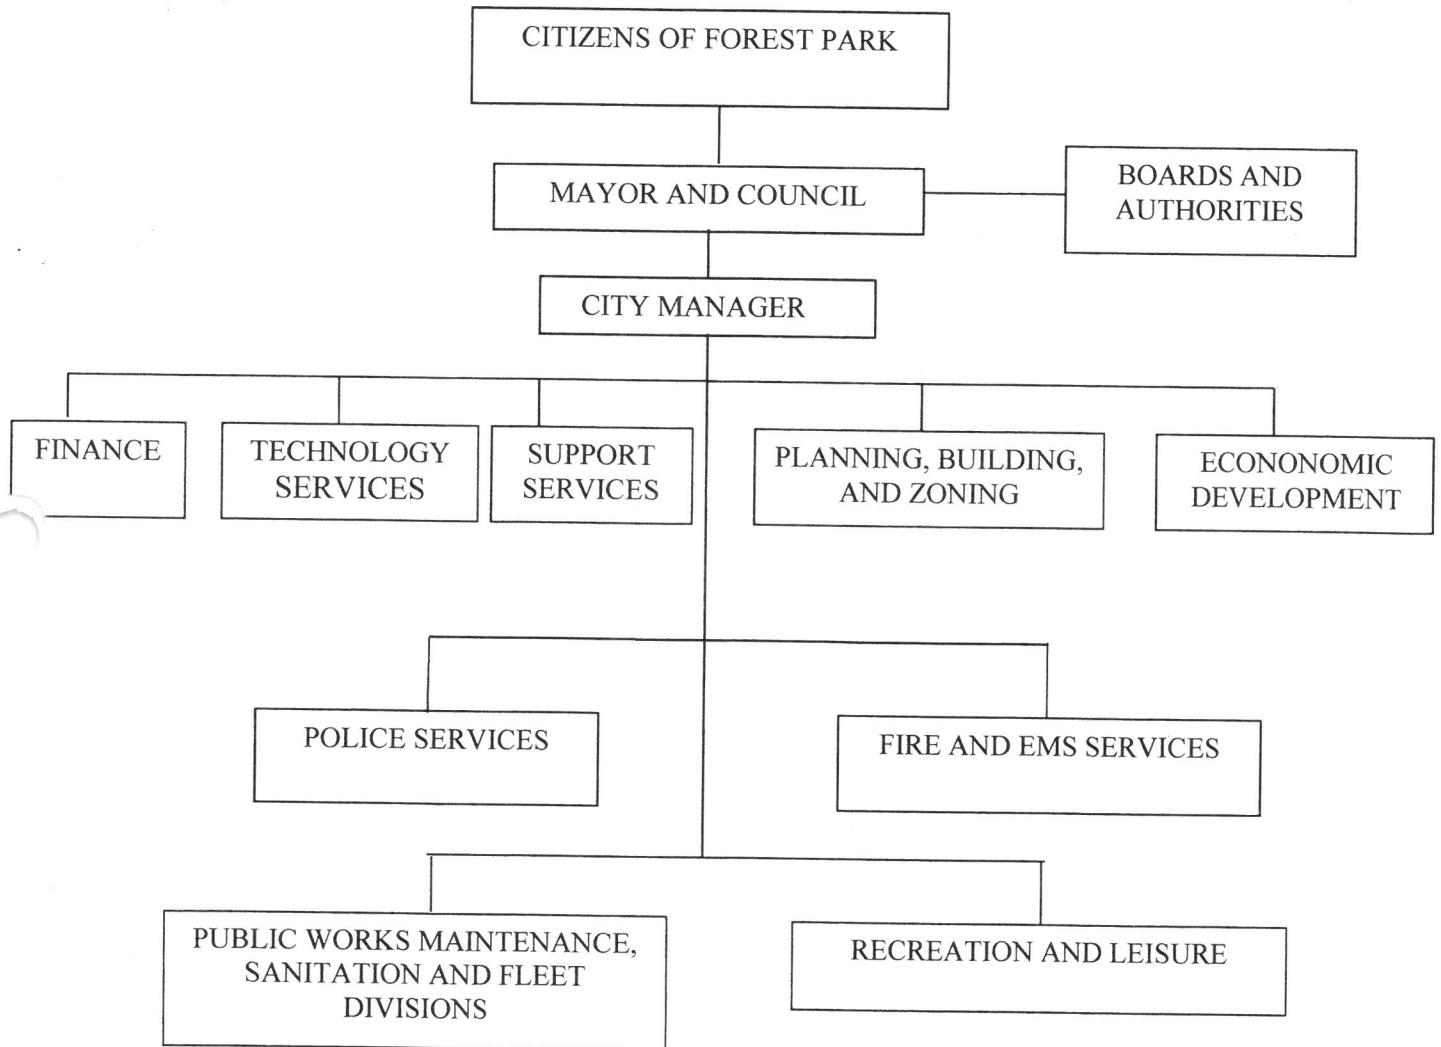 CITIZENS OF FOREST PARK
MAYOR AND COUNCIL
BOARDS AND
AUTHORITIES
CITY MANAGER
FINANCE
TECHNOLOGY
SERVICES
SUPPORT
SERVICES
PLANNING, BUILDING,
AND ZONING
ECONONOMIC
DEVELOPMENT
POLICE SERVICES
FIRE AND EMS SERVICES
PUBLIC WORKS MAINTENANCE,
SANITATION AND FLEET
DIVISIONS
RECREATION AND LEISURE